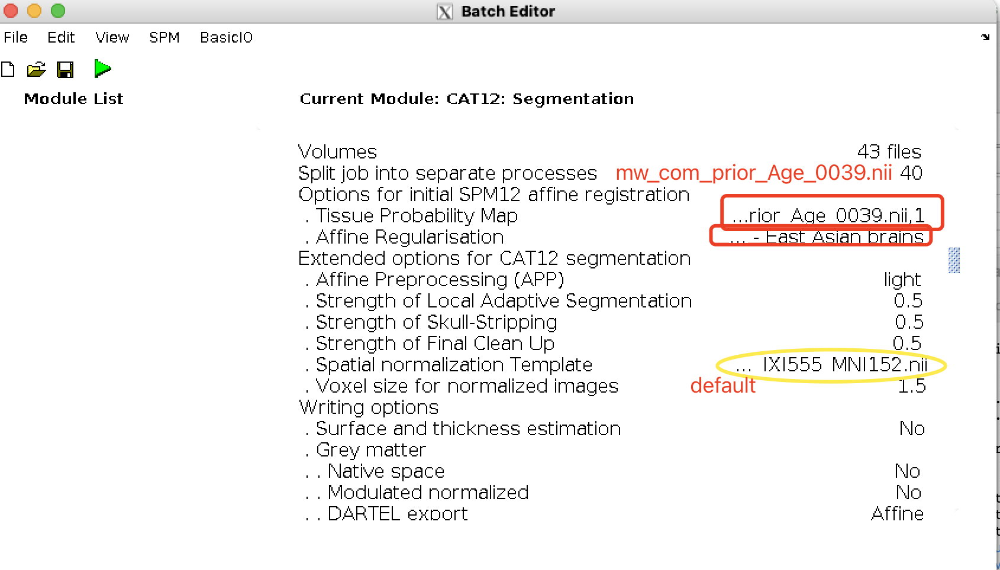 Batch Editor
File Edit View SPM BasicIO
Module List
Current Module: CAT12: Segmentation
Volumes 43 files
Split job into separate processes mw_com_prior_Age_0039.nii 40
Options for initial SPM12 affine registration
. Tissue Probability Map ...rior_Age_0039.nii,1
. Affine Regularisation ... - East Asian brains
Extended options for CAT12 segmentation
. Affine Preprocessing (APP) light
. Strength of Local Adaptive Segmentation 0.5
. Strength of Skull-Stripping 0.5
. Strength of Final Clean Up 0.5
. Spatial normalization Template ..._IXI555_MNI152.nii
. Voxel size for normalized images default 1.5
Writing options
. Surface and thickness estimation No
. Grey matter
. . Native space No
. . Modulated normalized No
. . DARTEL export Affine